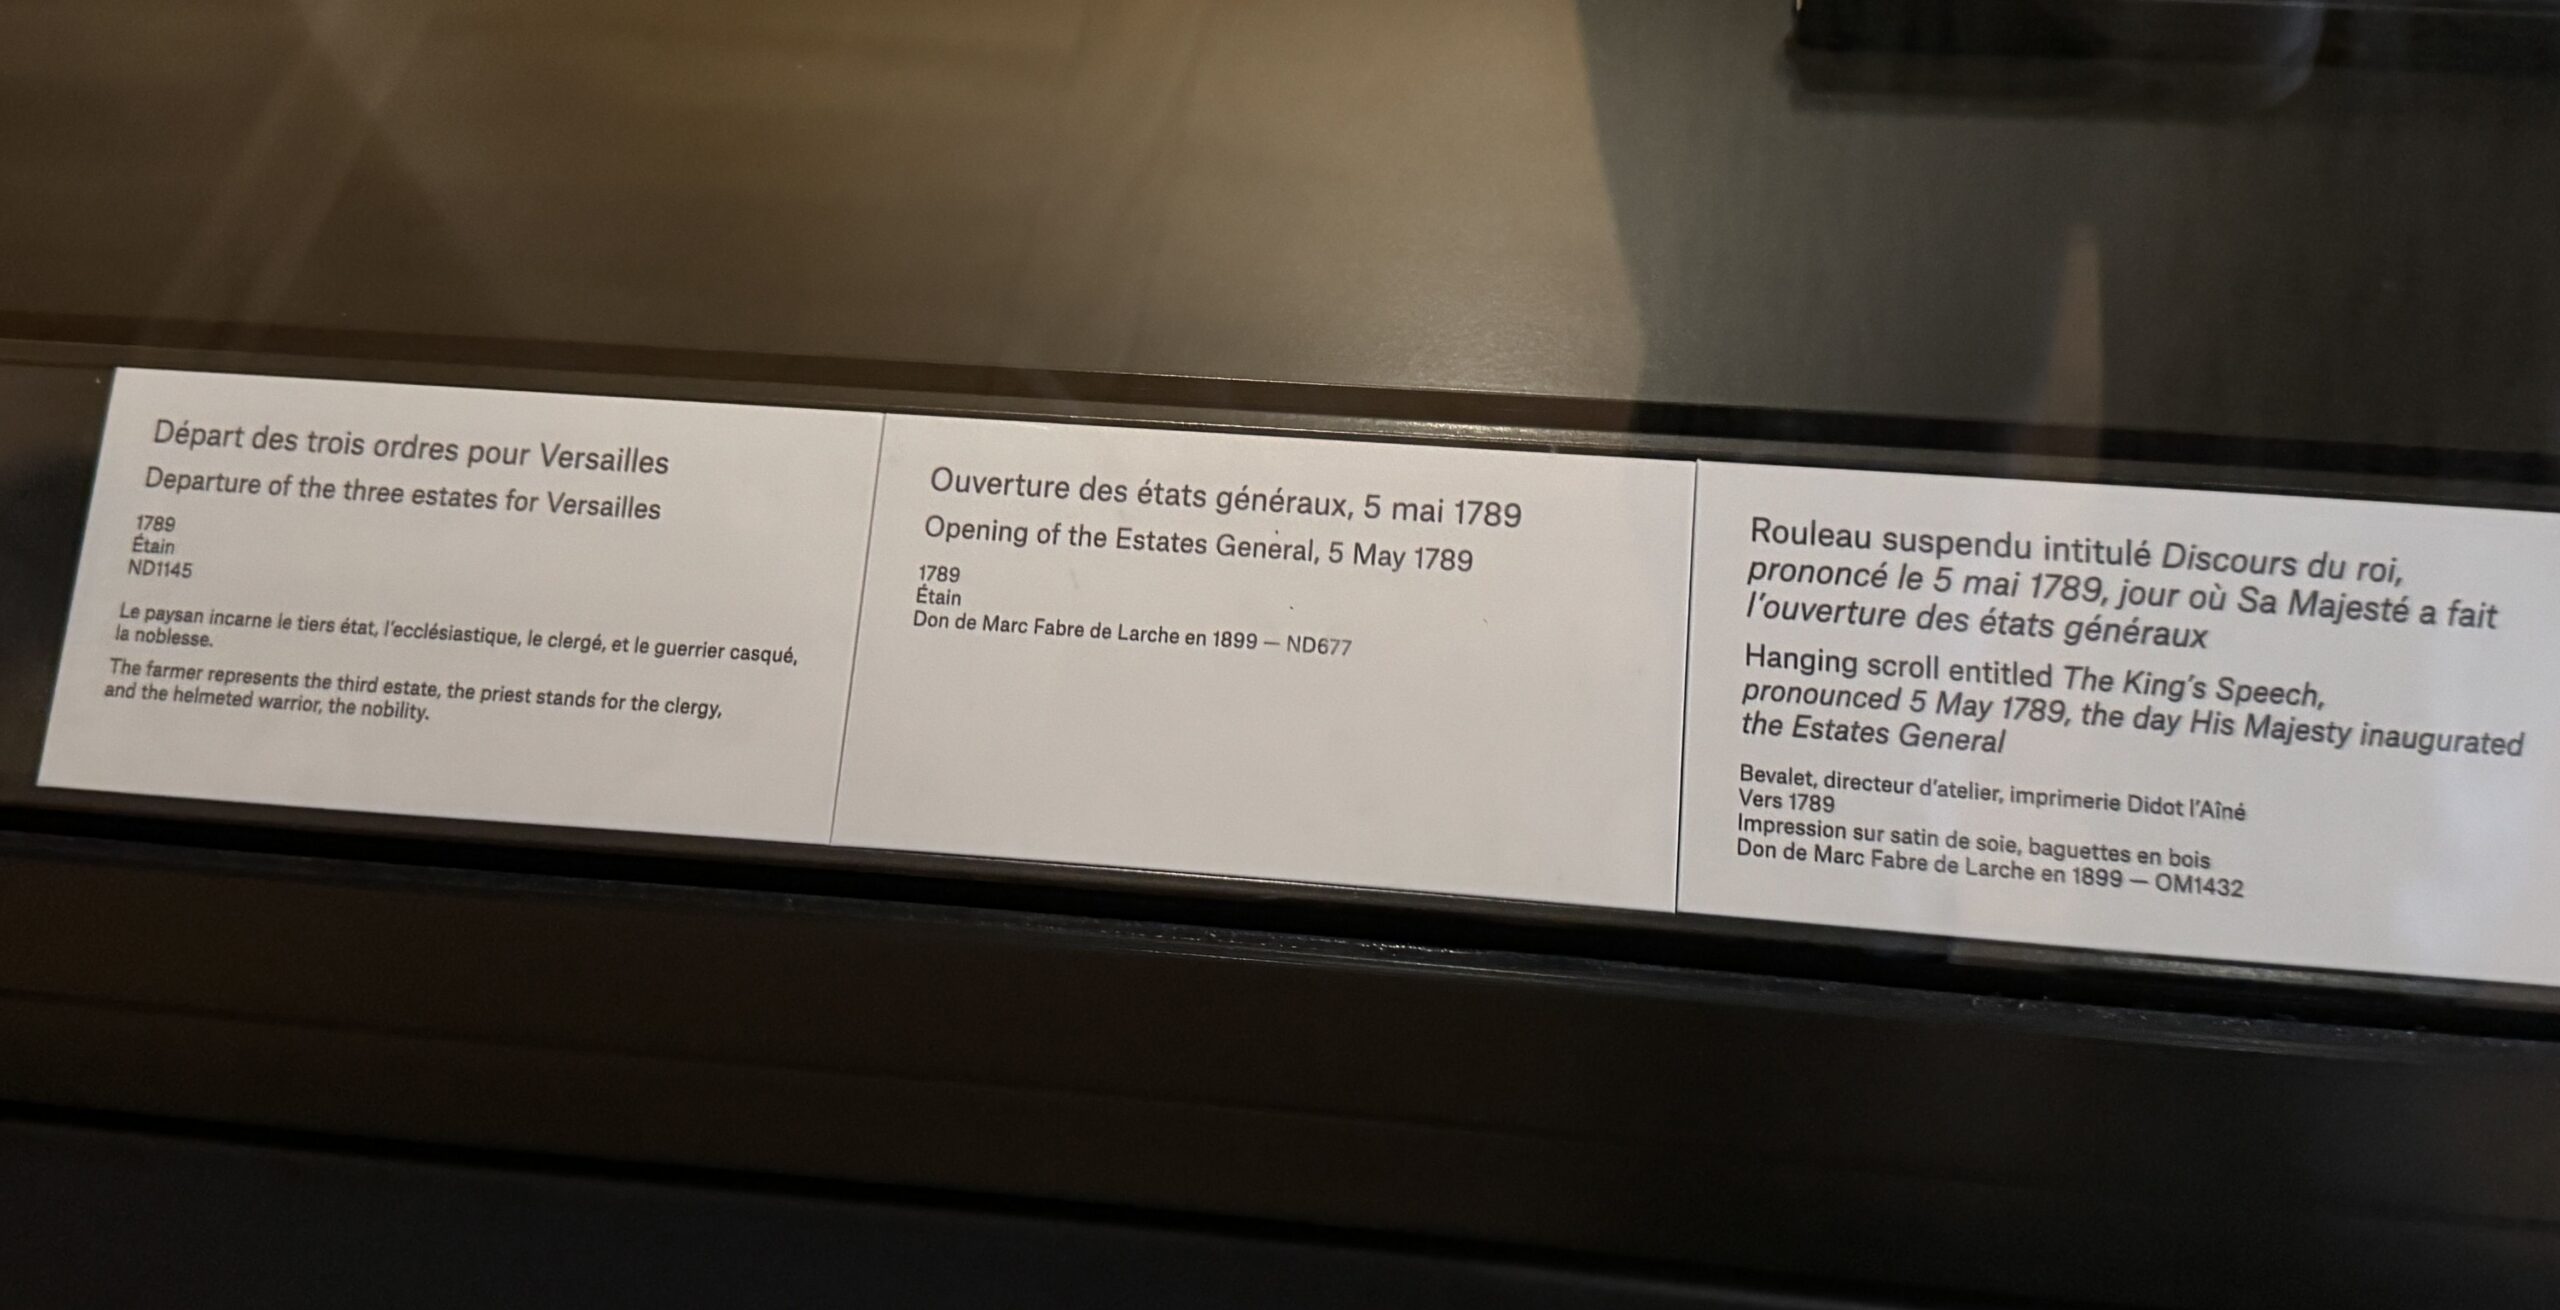 Départ des trois ordres pour Versailles
Departure of the three estates for Versailles
1789
Étain
ND1145
Le paysan incarne le tiers état, l'ecclésiastique, le clergé, et le guerrier casqué,
la noblesse.
The farmer represents the third estate, the priest stands for the clergy,
and the helmeted warrior, the nobility.
Ouverture des états généraux, 5 mai 1789
Opening of the Estates General, 5 May 1789
1789
Étain
Don de Marc Fabre de Larche en 1899 — ND677
Rouleau suspendu intitulé Discours du roi,
prononcé le 5 mai 1789, jour où Sa Majesté a fait
l'ouverture des états généraux
Hanging scroll entitled The King's Speech,
pronounced 5 May 1789, the day His Majesty inaugurated
the Estates General
Bevalet, directeur d'atelier, imprimerie Didot l'Aîné
Vers 1789
Impression sur satin de soie, baguettes en bois
Don de Marc Fabre de Larche en 1899 — OM1432